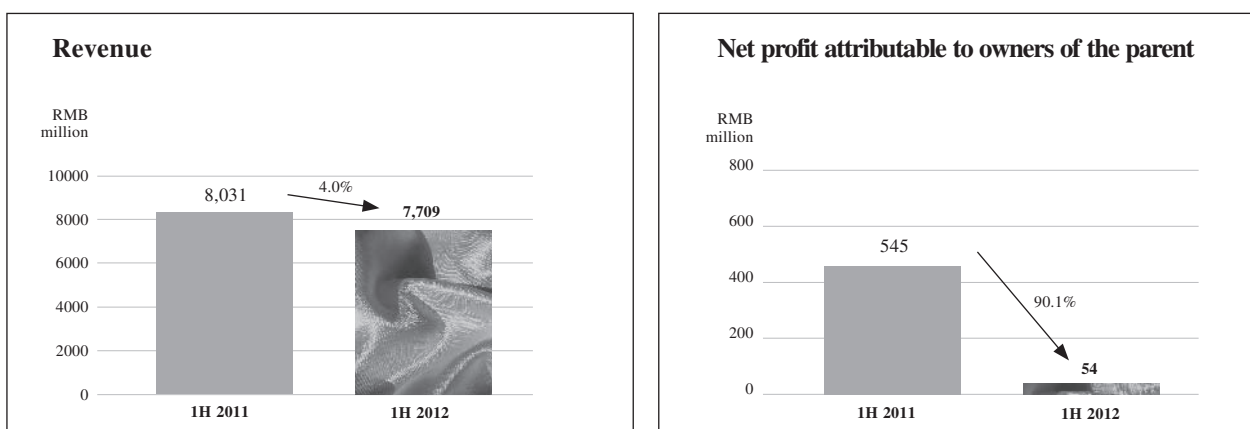 Revenue
RMB
million
10000
8000
6000
4000
2000
0
8,031
4.0%
7,709
1H 2011
1H 2012
Net profit attributable to owners of the parent
RMB
million
800
600
400
200
0
545
90.1%
54
1H 2011
1H 2012